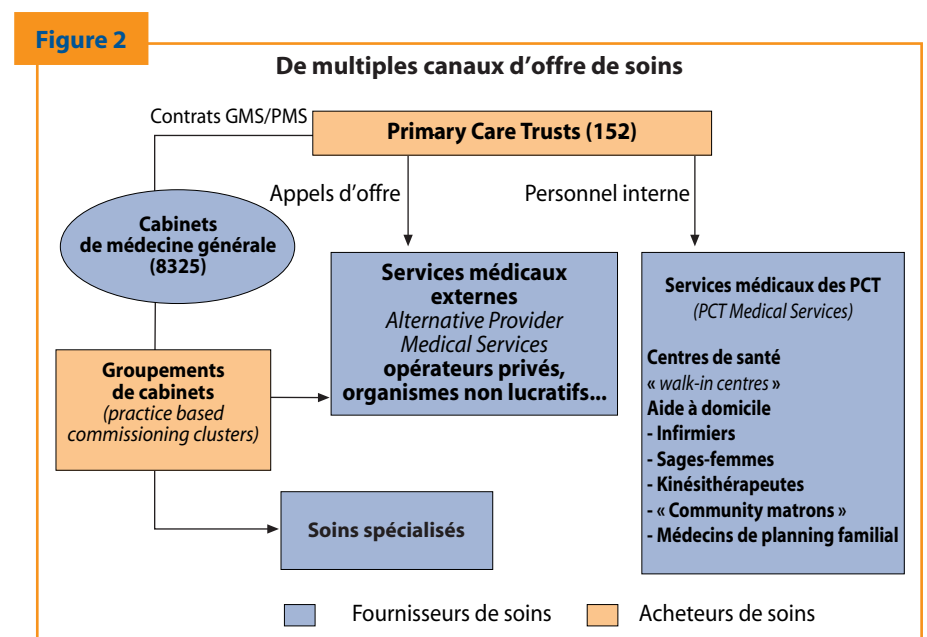 Figure 2
De multiples canaux d'offre de soins
Contrats GMS/PMS
Primary Care Trusts (152)
Appels d'offre
Personnel interne
Cabinets
de médecine générale
(8325)
Services médicaux
externes
Alternative Provider
Medical Services
opérateurs privés,
organismes non lucratifs...
Services médicaux des PCT
(PCT Medical Services)
Centres de santé
« walk-in centres »
Aide à domicile
- Infirmiers
- Sages-femmes
- Kinésithérapeutes
- « Community matrons »
- Médecins de planning familial
Groupements
de cabinets
(practice based
commissioning clusters)
Soins spécialisés
Fournisseurs de soins
Acheteurs de soins